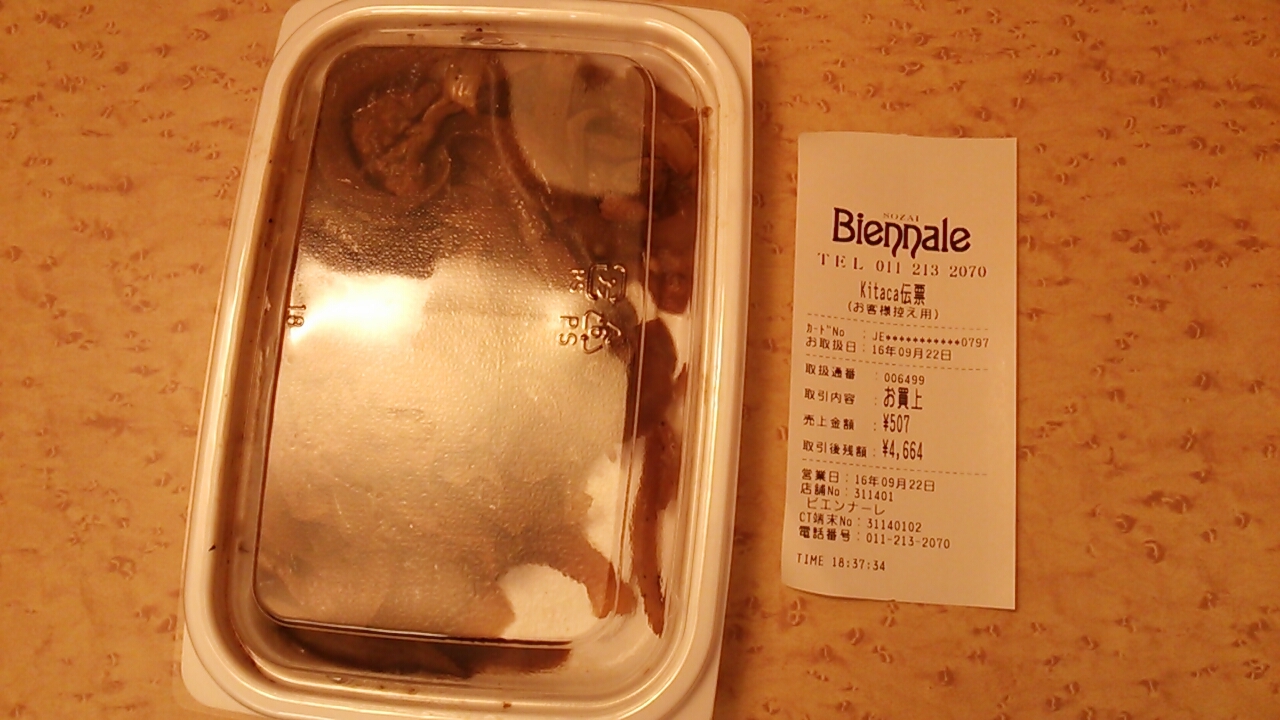 18
PS
PS
SOZAI
Biennale
TEL 011 213 2070
Kitaca伝票
(お客様控え用)
カードNo : JE◆◆◆◆◆◆◆◆◆◆◆0797
お取扱日 : 16年09月22日
取扱通番 : 006499
取引内容 : お買上
売上金額 : ¥507
取引後残額 : ¥4,664
営業日 : 16年09月22日
店舗No : 311401
ビエンナーレ
CT端末No : 31140102
電話番号 : 011-213-2070
TIME 18:37:34